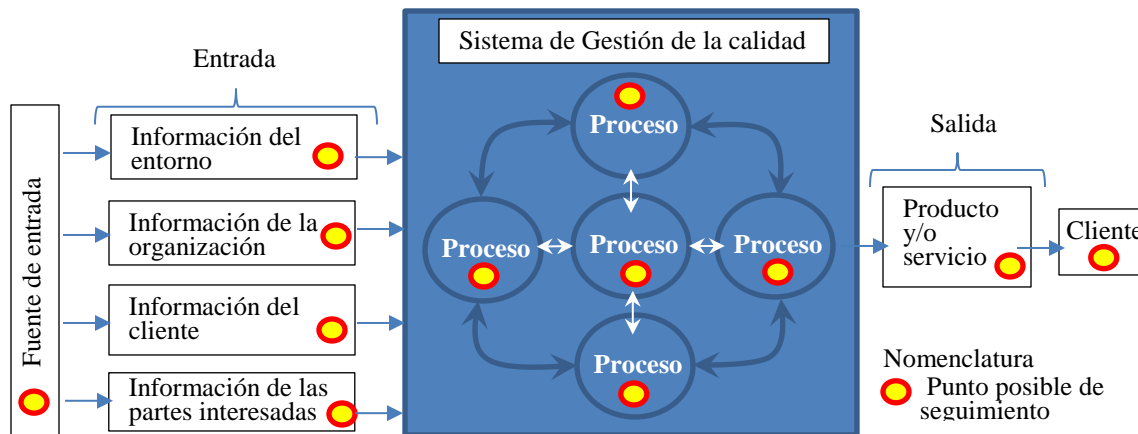 Sistema de Gestión de la calidad
Entrada
Fuente de entrada
Información del
entorno
Información de la
organización
Información del
cliente
Información de las
partes interesadas
Proceso
Proceso
Proceso
Proceso
Proceso
Salida
Producto
y/o
servicio
Cliente
Nomenclatura
Punto posible de
seguimiento